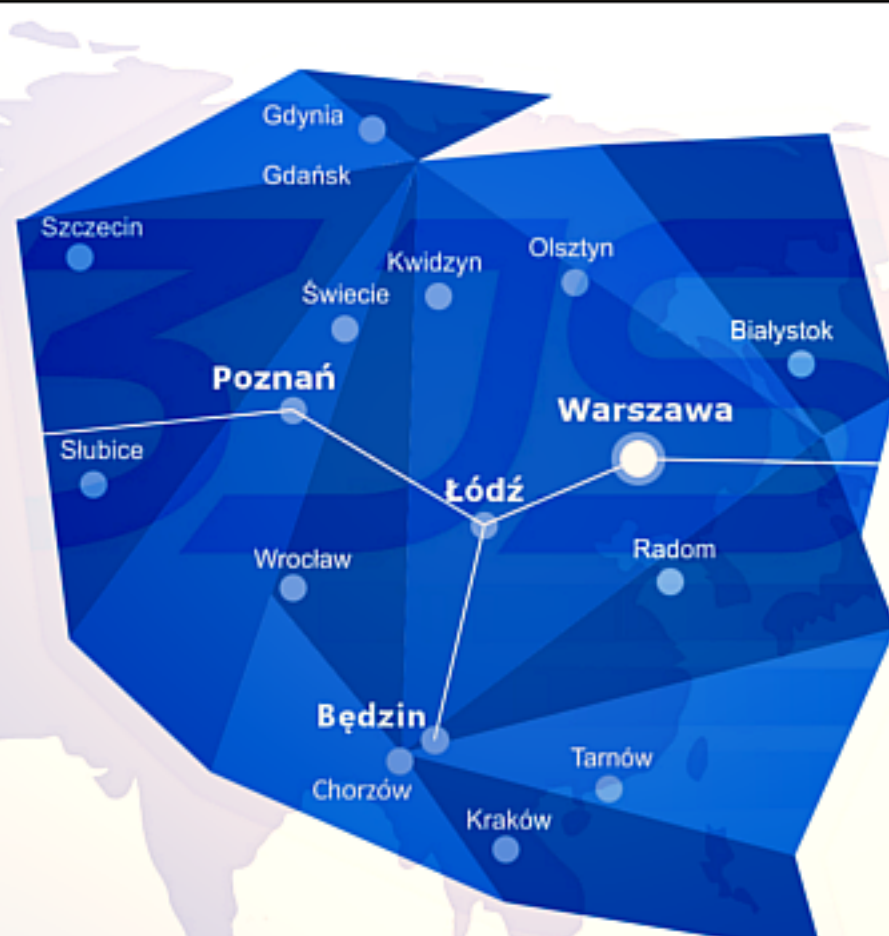 Gdynia
Gdańsk
Szczecin
Olsztyn
Kwidzyn
Świecie
Białystok
Poznań
Warszawa
Słubice
Łódź
Radom
Wrocław
Będzin
Tarnów
Chorzów
Kraków